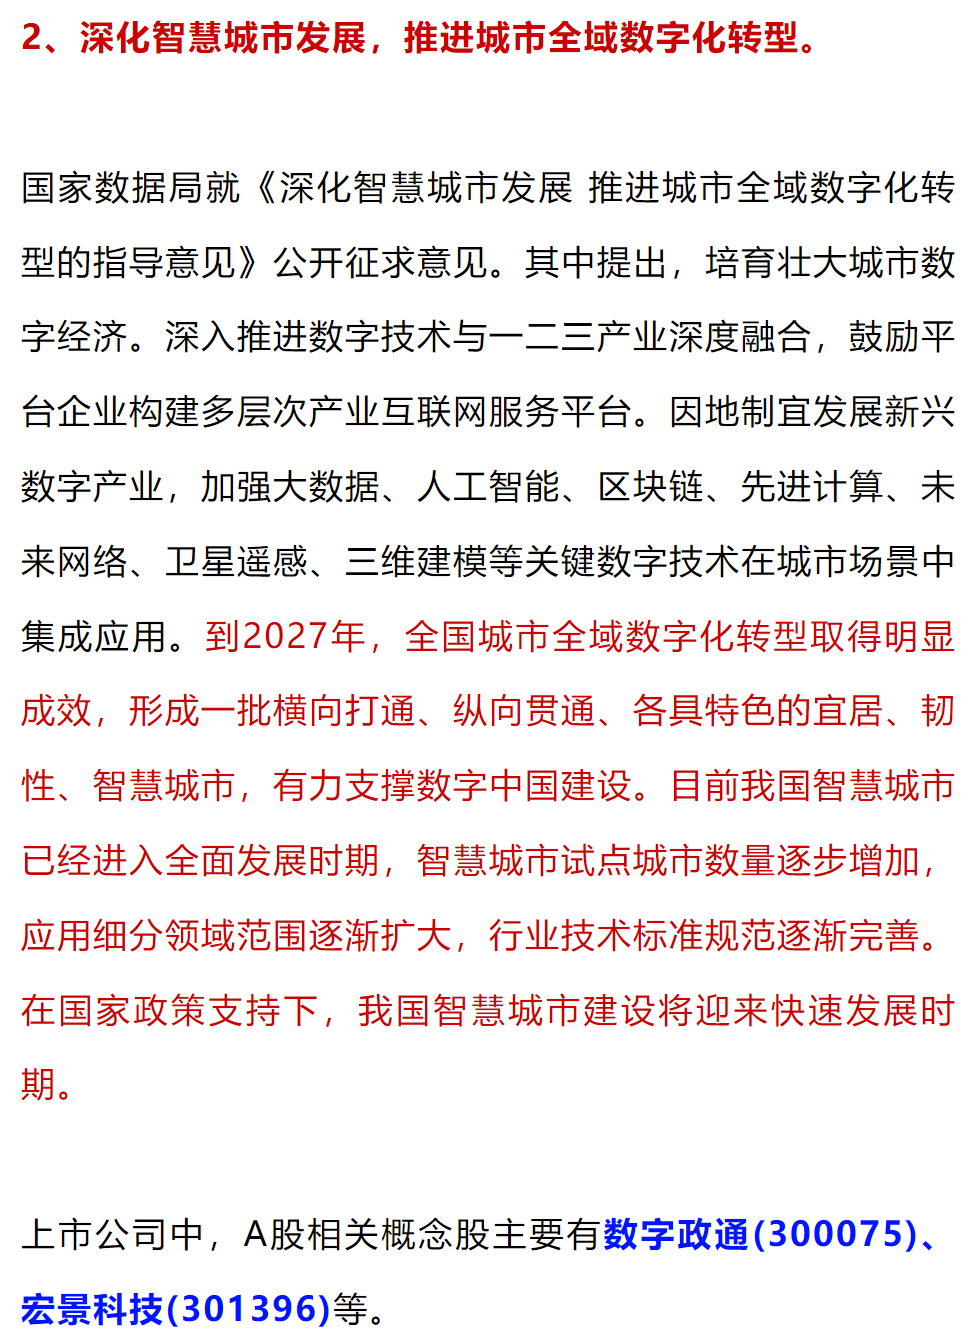 2、深化智慧城市发展，推进城市全域数字化转型。
国家数据局就《深化智慧城市发展 推进城市全域数字化转
型的指导意见》公开征求意见。其中提出，培育壮大城市数
字经济。深入推进数字技术与一二三产业深度融合，鼓励平
台企业构建多层次产业互联网服务平台。因地制宜发展新兴
数字产业，加强大数据、人工智能、区块链、先进计算、未
来网络、卫星遥感、三维建模等关键数字技术在城市场景中
集成应用。到2027年，全国城市全域数字化转型取得明显
成效，形成一批横向打通、纵向贯通、各具特色的宜居、韧
性、智慧城市，有力支撑数字中国建设。目前我国智慧城市
已经进入全面发展时期，智慧城市试点城市数量逐步增加，
应用细分领域范围逐渐扩大，行业技术标准规范逐渐完善。
在国家政策支持下，我国智慧城市建设将迎来快速发展时
期。
上市公司中，A股相关概念股主要有数字政通(300075)、
宏景科技(301396)等。